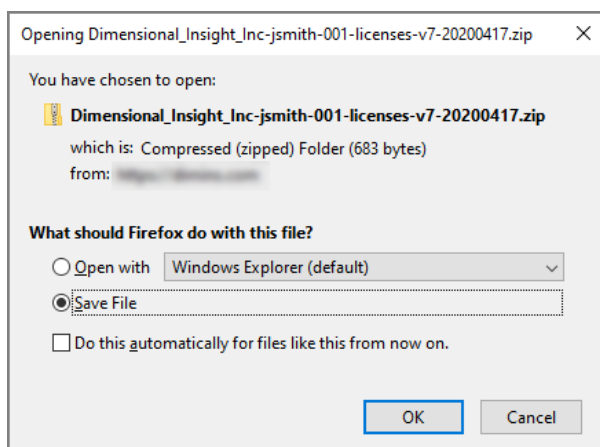 Opening Dimensional_Insight_Inc-jsmith-001-licenses-v7-20200417.zip
You have chosen to open:
Dimensional_Insight_Inc-jsmith-001-licenses-v7-20200417.zip
which is: Compressed (zipped) Folder (683 bytes)
from:
What should Firefox do with this file?
Open with Windows Explorer (default)
Save File
Do this automatically for files like this from now on.
OK Cancel